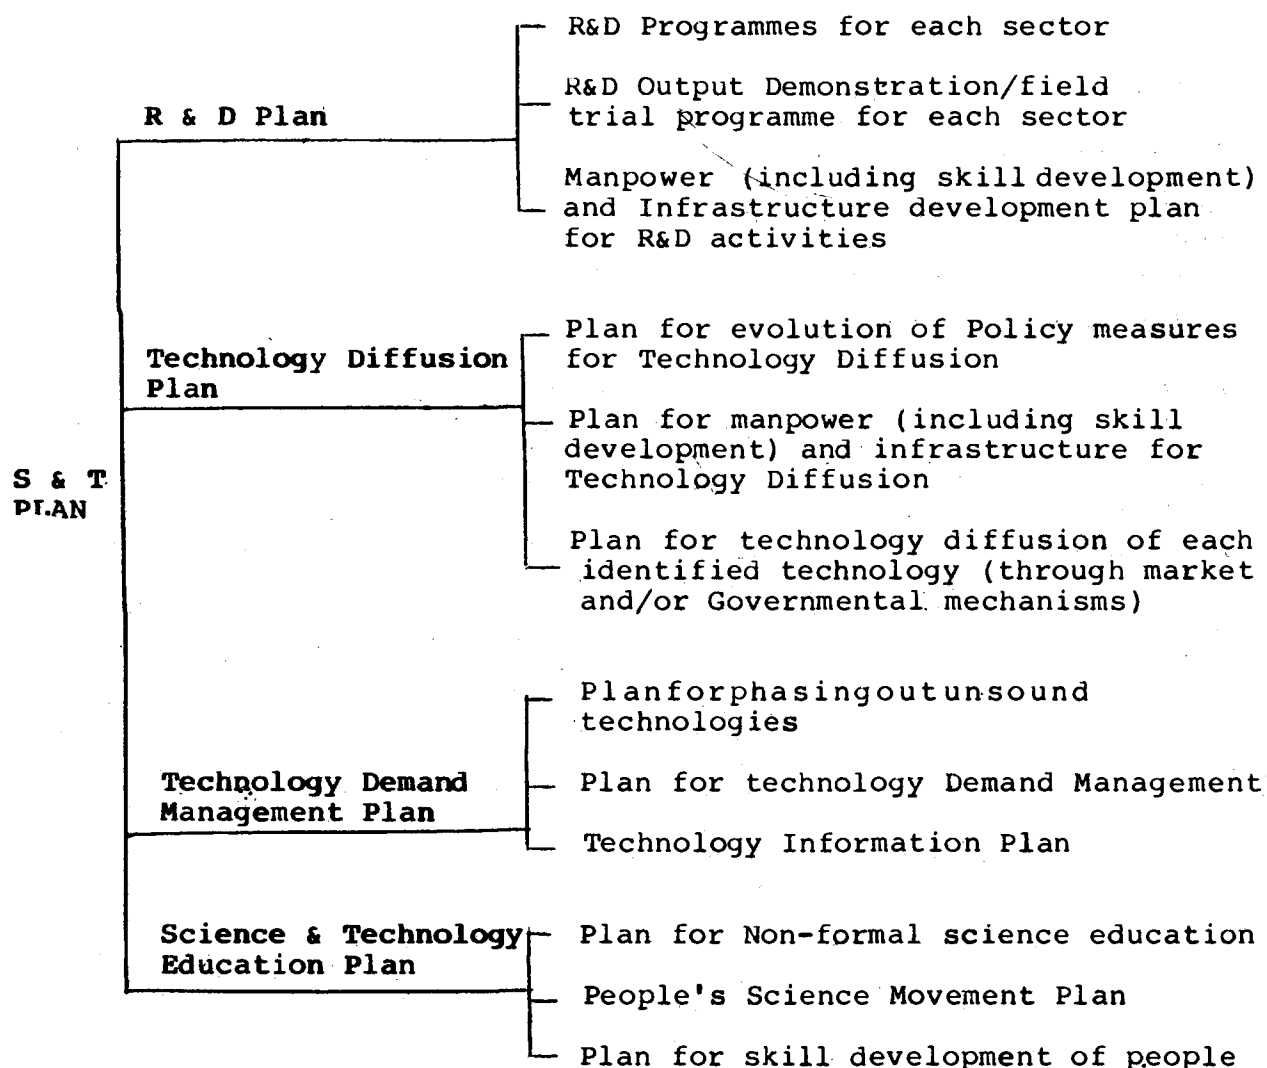 R&D Programmes for each sector
R&D Output Demonstration/field
trial programme for each sector
R & D Plan
Manpower (including skill development)
and Infrastructure development plan
for R&D activities
Plan for evolution of Policy measures
for Technology Diffusion
Technology Diffusion
Plan
Plan for manpower (including skill
development) and infrastructure for
Technology Diffusion
S & T
PLAN
Plan for technology diffusion of each
identified technology (through market
and/or Governmental mechanisms)
Planforphasingoutunsound
technologies
Technology Demand
Management Plan
Plan for technology Demand Management
Technology Information Plan
Science & Technology
Education Plan
Plan for Non-formal science education
People's Science Movement Plan
Plan for skill development of people